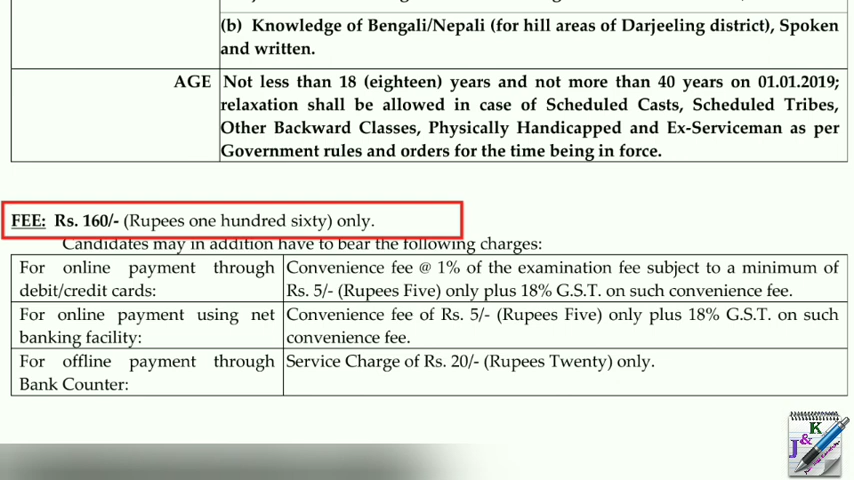 (b) Knowledge of Bengali/Nepali (for hill areas of Darjeeling district), Spoken
and written.
AGE Not less than 18 (eighteen) years and not more than 40 years on 01.01.2019;
relaxation shall be allowed in case of Scheduled Casts, Scheduled Tribes,
Other Backward Classes, Physically Handicapped and Ex-Serviceman as per
Government rules and orders for the time being in force.
FEE: Rs. 160/- (Rupees one hundred sixty) only.
Candidates may in addition have to bear the following charges:
For online payment through
debit/credit cards:
Convenience fee @ 1% of the examination fee subject to a minimum of
Rs. 5/- (Rupees Five) only plus 18% G.S.T. on such convenience fee.
For online payment using net
banking facility:
Convenience fee of Rs. 5/- (Rupees Five) only plus 18% G.S.T. on such
convenience fee.
For offline payment through
Bank Counter:
Service Charge of Rs. 20/- (Rupees Twenty) only.
J&K